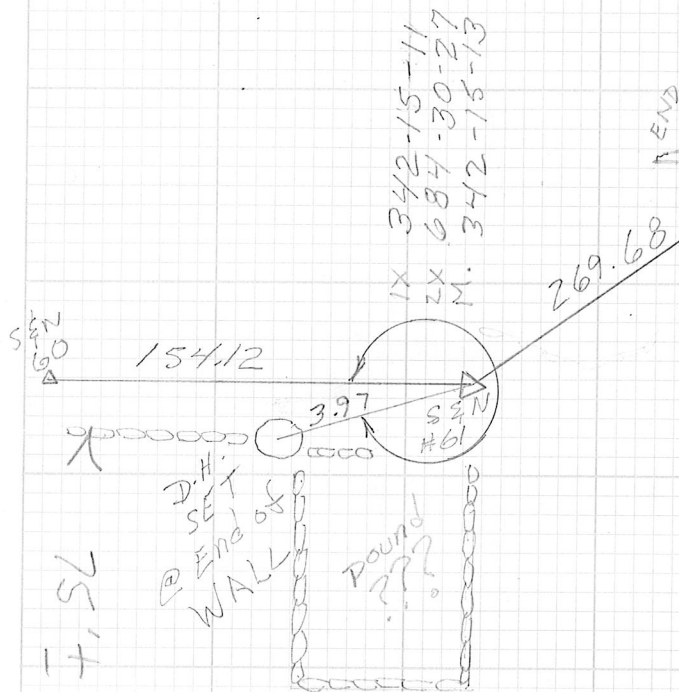 1X 342-15-11
2X 684-30-27
M. 342-15-13
END
269.68
S&N
60
154.12
3.97
S&N
#61
D.H.
SET
@ End of
WALL
Pound
???
75'±